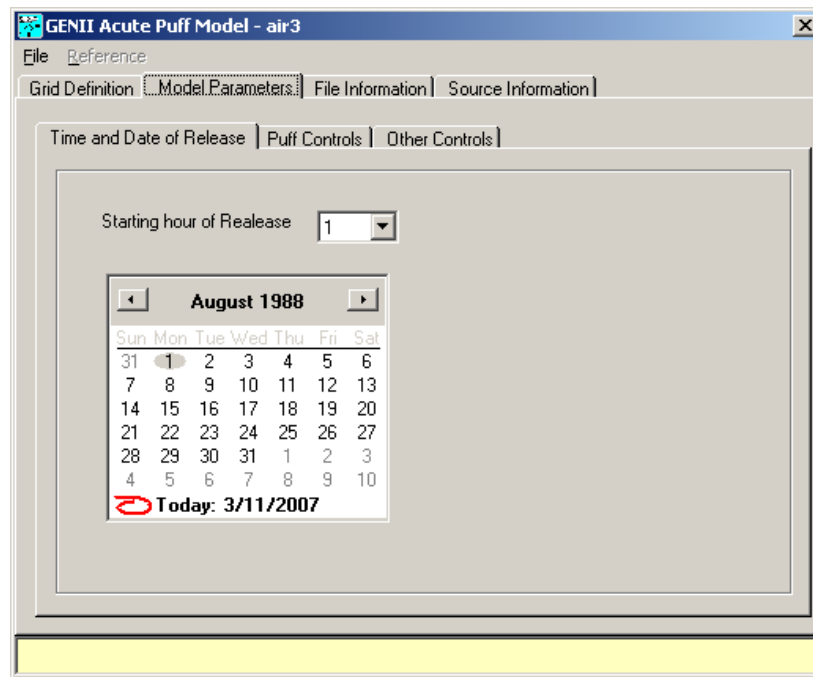 GENII Acute Puff Model - air3
File Reference
Grid Definition Model Parameters File Information Source Information
Time and Date of Release Puff Controls Other Controls
Starting hour of Realease 1
August 1988
Sun Mon Tue Wed Thu Fri Sat
31 1 2 3 4 5 6
7 8 9 10 11 12 13
14 15 16 17 18 19 20
21 22 23 24 25 26 27
28 29 30 31 1 2 3
4 5 6 7 8 9 10
Today: 3/11/2007